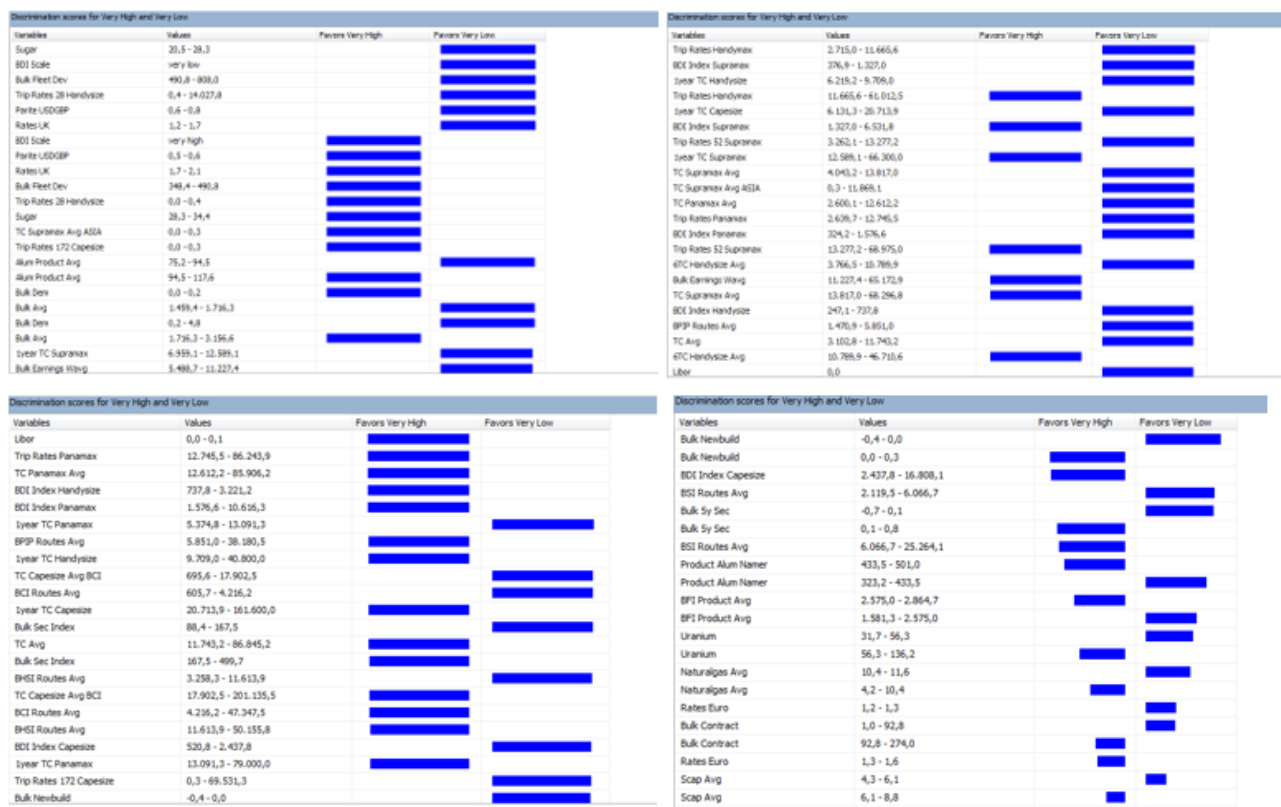 Discrimination scores for Very High and Very Low
Variables Values Favors Very High Favors Very Low
Sugar 20,5 - 28,3
BDI Scale very low
Bulk Fleet Dev 490,8 - 808,0
Trip Rates 28 Handysize 0,4 - 14.027,8
Parite USDGBP 0,6 - 0,8
Rates UK 1,2 - 1,7
BDI Scale very high
Parite USDGBP 0,5 - 0,6
Rates UK 1,7 - 2,1
Bulk Fleet Dev 348,4 - 490,8
Trip Rates 28 Handysize 0,0 - 0,4
Sugar 28,3 - 34,4
TC Supramax Avg ASIA 0,0 - 0,3
Trip Rates 172 Capesize 0,0 - 0,3
Alum Product Avg 75,2 - 94,5
Alum Product Avg 94,5 - 117,6
Bulk Dem 0,0 - 0,2
Bulk Avg 1.459,4 - 1.716,3
Bulk Dem 0,2 - 4,8
Bulk Avg 1.716,3 - 3.156,6
1year TC Supramax 6.959,1 - 12.589,1
Bulk Earnings Wavg 5.488,7 - 11.227,4
Discrimination scores for Very High and Very Low
Variables Values Favors Very High Favors Very Low
Trip Rates Handymax 2.715,0 - 11.665,6
BDI Index Supramax 376,9 - 1.327,0
1year TC Handysize 6.219,2 - 9.709,0
Trip Rates Handymax 11.665,6 - 61.012,5
1year TC Capesize 6.131,3 - 20.713,9
BDI Index Supramax 1.327,0 - 6.531,8
Trip Rates 52 Supramax 3.262,1 - 13.277,2
1year TC Supramax 12.589,1 - 66.300,0
TC Supramax Avg 4.043,2 - 13.817,0
TC Supramax Avg ASIA 0,3 - 11.869,1
TC Panamax Avg 2.600,1 - 12.612,2
Trip Rates Panamax 2.639,7 - 12.745,5
BDI Index Panamax 324,2 - 1.576,6
Trip Rates 52 Supramax 13.277,2 - 68.975,0
6TC Handysize Avg 3.766,5 - 10.789,9
Bulk Earnings Wavg 11.227,4 - 65.172,9
TC Supramax Avg 13.817,0 - 68.296,8
BDI Index Handysize 247,1 - 737,8
BPIP Routes Avg 1.470,9 - 5.851,0
TC Avg 3.102,8 - 11.743,2
6TC Handysize Avg 10.789,9 - 46.710,6
Libor 0,0
Discrimination scores for Very High and Very Low
Variables Values Favors Very High Favors Very Low
Libor 0,0 - 0,1
Trip Rates Panamax 12.745,5 - 86.243,9
TC Panamax Avg 12.612,2 - 85.906,2
BDI Index Handysize 737,8 - 3.221,2
BDI Index Panamax 1.576,6 - 10.616,3
1year TC Panamax 5.374,8 - 13.091,3
BPIP Routes Avg 5.851,0 - 38.180,5
1year TC Handysize 9.709,0 - 40.800,0
TC Capesize Avg BCI 695,6 - 17.902,5
BCI Routes Avg 605,7 - 4.216,2
1year TC Capesize 20.713,9 - 161.600,0
Bulk Sec Index 88,4 - 167,5
TC Avg 11.743,2 - 86.845,2
Bulk Sec Index 167,5 - 499,7
BHSI Routes Avg 3.258,3 - 11.613,9
TC Capesize Avg BCI 17.902,5 - 201.135,5
BCI Routes Avg 4.216,2 - 47.347,5
BHSI Routes Avg 11.613,9 - 50.155,8
BDI Index Capesize 520,8 - 2.437,8
1year TC Panamax 13.091,3 - 79.000,0
Trip Rates 172 Capesize 0,3 - 69.531,3
Bulk Newbuild -0,4 - 0,0
Discrimination scores for Very High and Very Low
Variables Values Favors Very High Favors Very Low
Bulk Newbuild -0,4 - 0,0
Bulk Newbuild 0,0 - 0,3
BDI Index Capesize 2.437,8 - 16.808,1
BSI Routes Avg 2.119,5 - 6.066,7
Bulk 5y Sec -0,7 - 0,1
Bulk 5y Sec 0,1 - 0,8
BSI Routes Avg 6.066,7 - 25.264,1
Product Alum Namer 433,5 - 501,0
Product Alum Namer 323,2 - 433,5
BFI Product Avg 2.575,0 - 2.864,7
BFI Product Avg 1.581,3 - 2.575,0
Uranium 31,7 - 56,3
Uranium 56,3 - 136,2
Naturalgas Avg 10,4 - 11,6
Naturalgas Avg 4,2 - 10,4
Rates Euro 1,2 - 1,3
Bulk Contract 1,0 - 92,8
Bulk Contract 92,8 - 274,0
Rates Euro 1,3 - 1,6
Scap Avg 4,3 - 6,1
Scap Avg 6,1 - 8,8